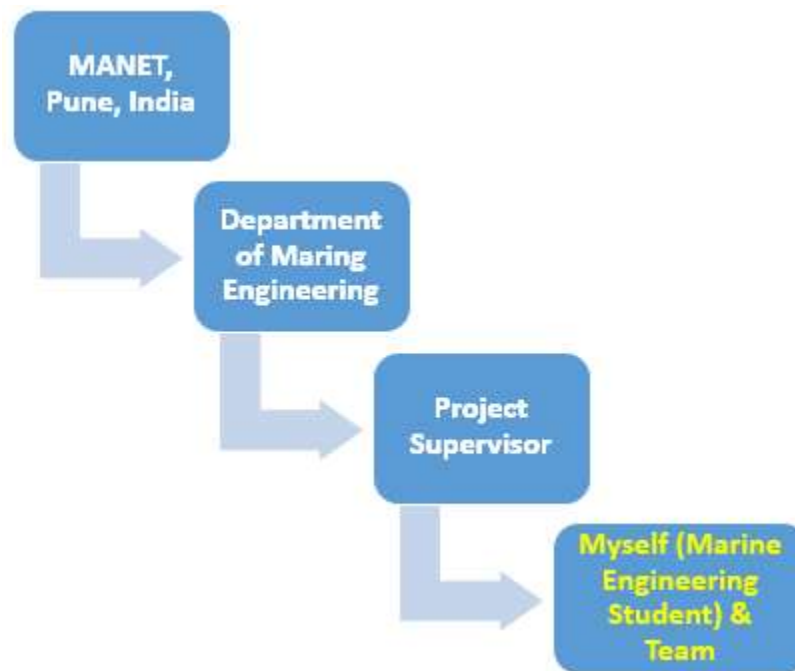 MANET,
Pune, India
Department
of Maring
Engineering
Project
Supervisor
Myself (Marine
Engineering
Student) &
Team